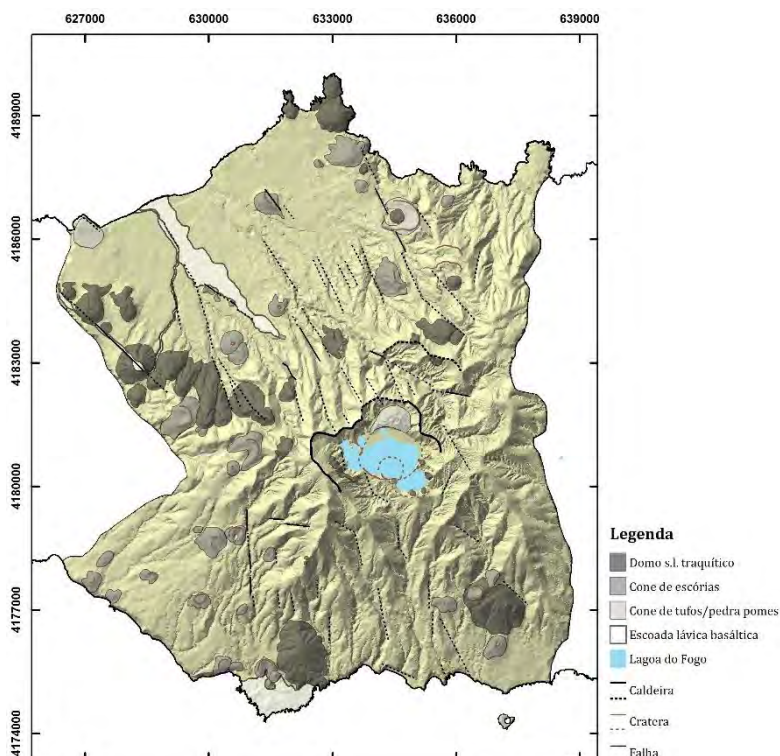 627000 630000 633000 636000 639000
4189000
4186000
4183000
4180000
4177000
4174000
Legenda
Domo s.l. traquítico
Cone de escórias
Cone de tufos/pedra pomes
Escoada lávica basáltica
Lagoa do Fogo
Caldeira
Cratera
Falha